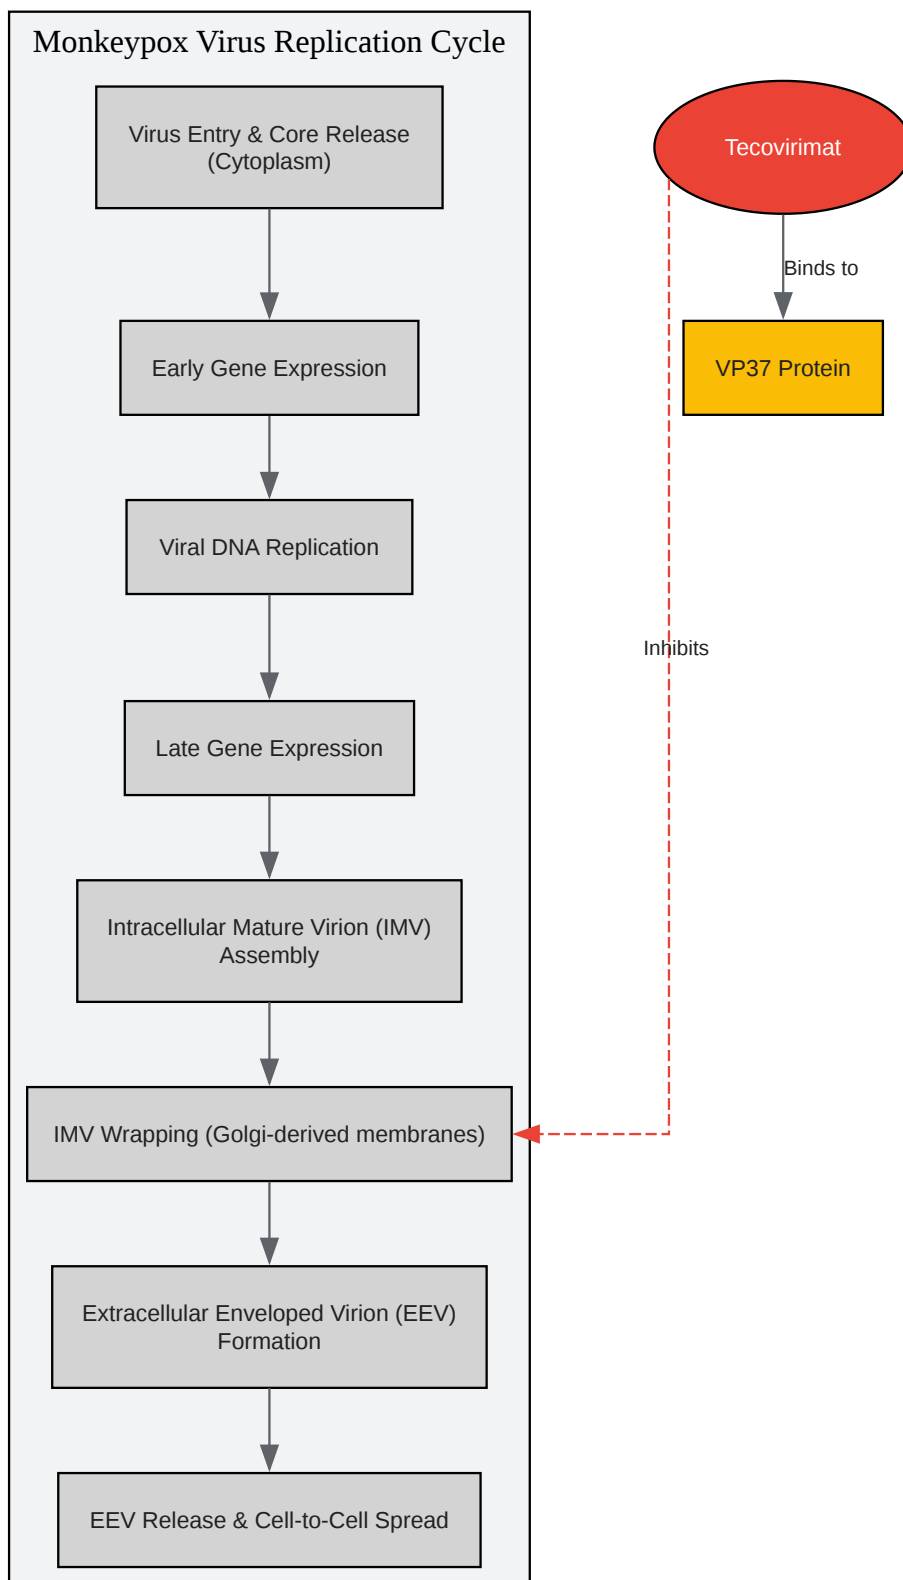 Monkeypox Virus Replication Cycle
Virus Entry & Core Release
(Cytoplasm)
Tecovirimat
Binds to
Early Gene Expression
VP37 Protein
Viral DNA Replication
Inhibits
Late Gene Expression
Intracellular Mature Virion (IMV)
Assembly
IMV Wrapping (Golgi-derived membranes)
Extracellular Enveloped Virion (EEV)
Formation
EEV Release & Cell-to-Cell Spread